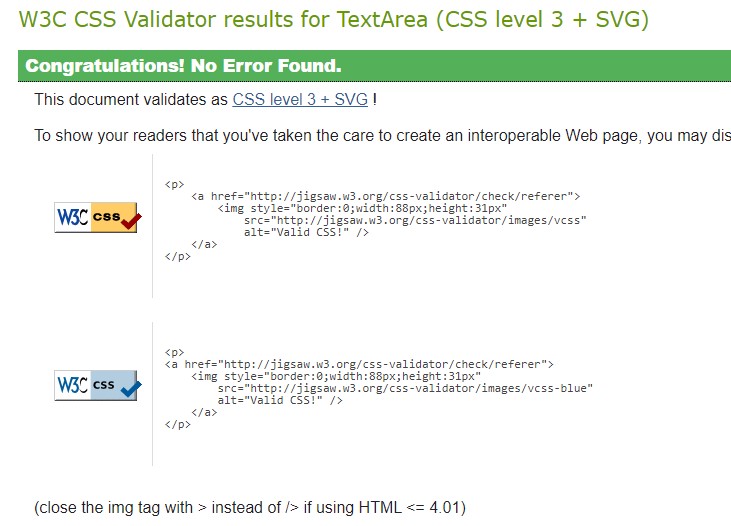 W3C CSS Validator results for TextArea (CSS level 3 + SVG)
Congratulations! No Error Found.
This document validates as CSS level 3 + SVG !
To show your readers that you've taken the care to create an interoperable Web page, you may dis
<p>
<a href="http://jigsaw.w3.org/css-validator/check/referer">
<img style="border:0;width:88px;height:31px"
src="http://jigsaw.w3.org/css-validator/images/vcss"
alt="Valid CSS!" />
</a>
</p>
W3C css
<p>
<a href="http://jigsaw.w3.org/css-validator/check/referer">
<img style="border:0;width:88px;height:31px"
src="http://jigsaw.w3.org/css-validator/images/vcss-blue"
alt="Valid CSS!" />
</a>
</p>
W3C css
(close the img tag with > instead of /> if using HTML <= 4.01)